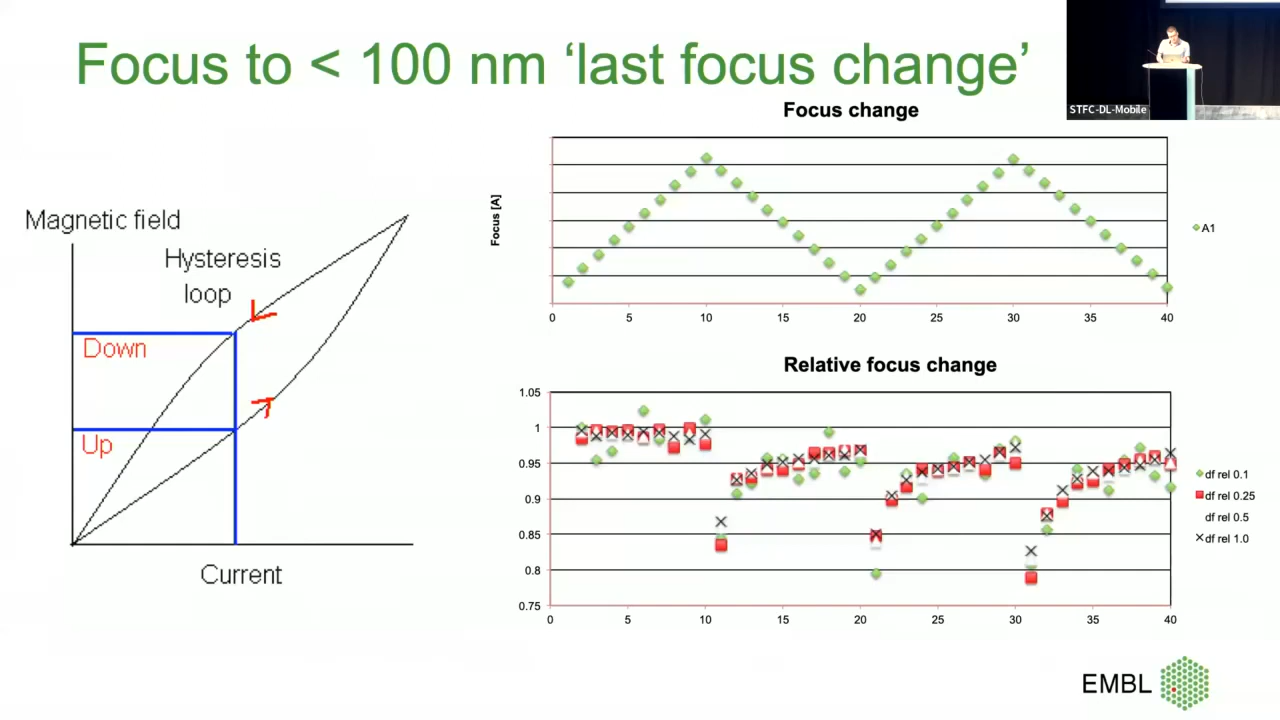 Focus to < 100 nm ‘last focus change’
STFC-DL-Mobile
Magnetic field
Hysteresis
loop
Down
Up
Current
Focus change
Focus [A]
0 5 10 15 20 25 30 35 40
A1
Relative focus change
1.05
1
0.95
0.9
0.85
0.8
0.75
0 5 10 15 20 25 30 35 40
df rel 0.1
df rel 0.25
df rel 0.5
df rel 1.0
EMBL